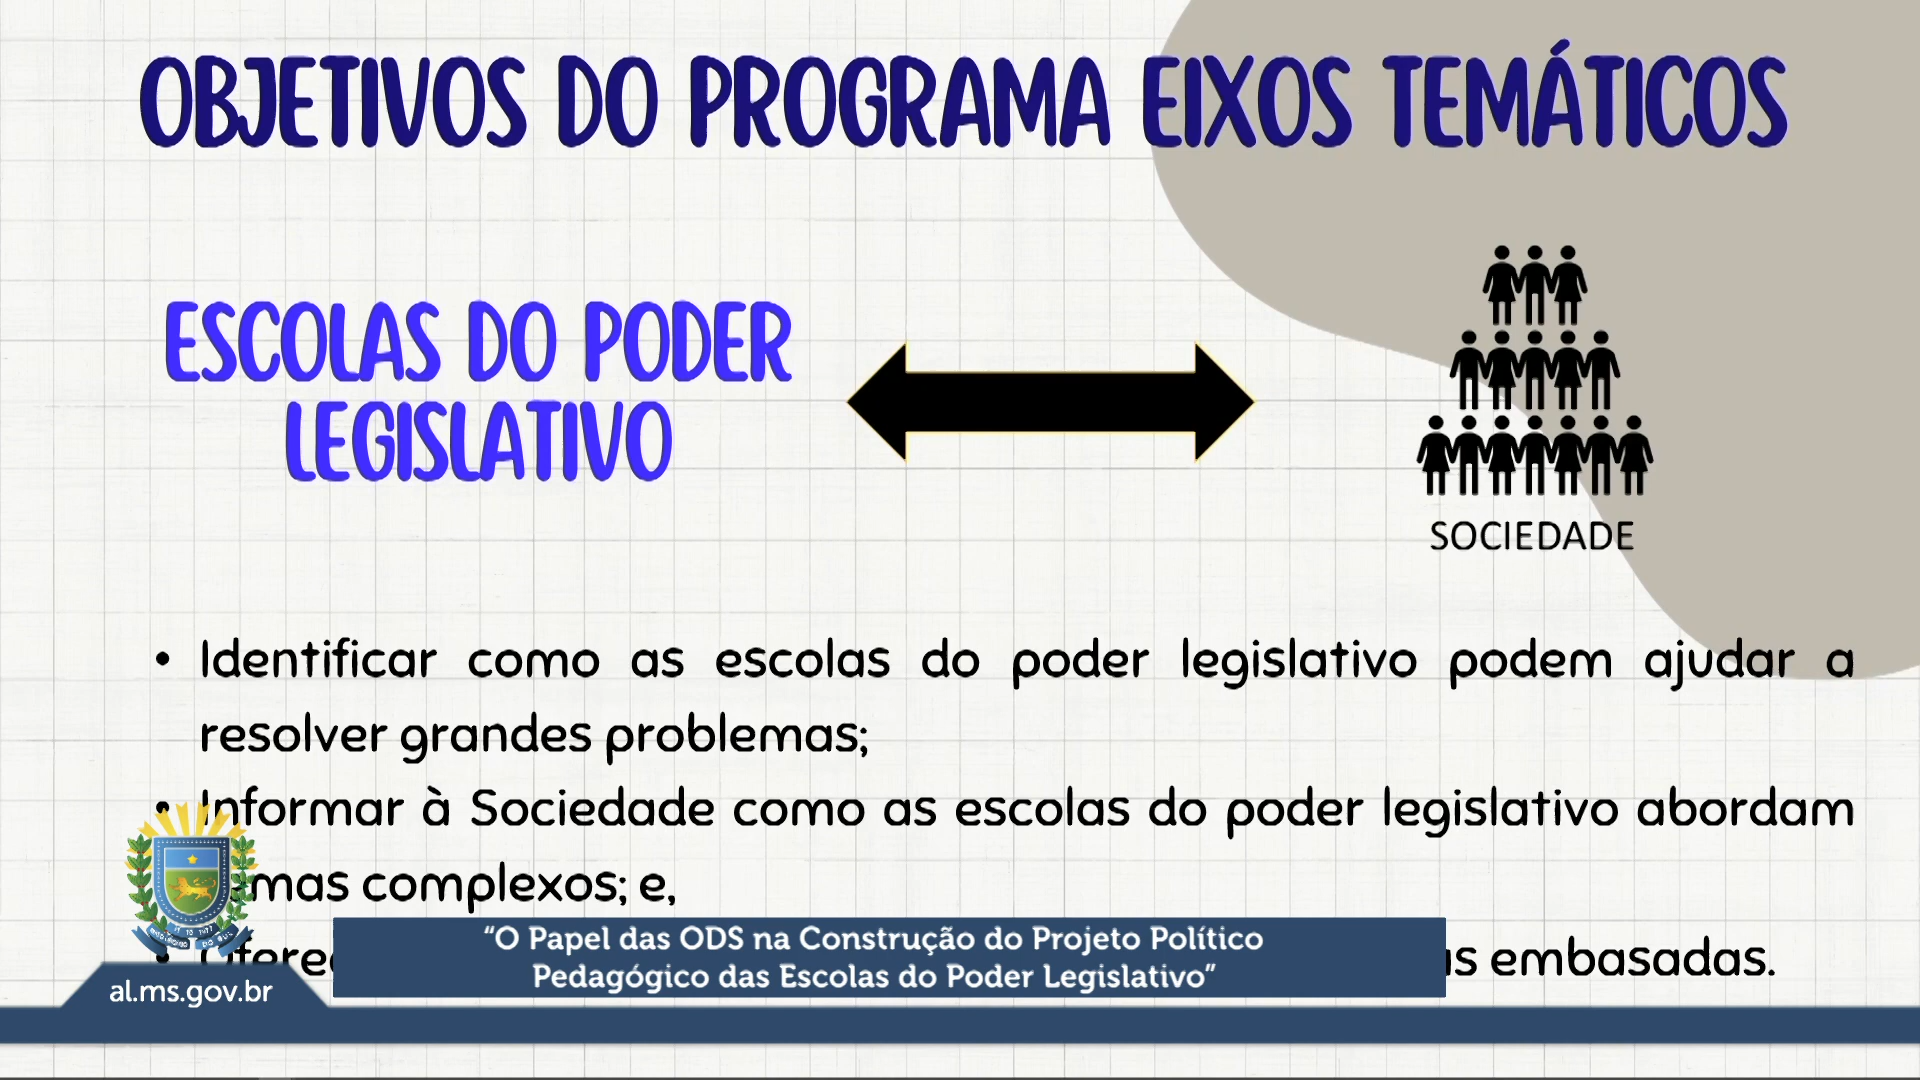 OBJETIVOS DO PROGRAMA EIXOS TEMÁTICOS
ESCOLAS DO PODER
LEGISLATIVO
SOCIEDADE
• Identificar como as escolas do poder legislativo podem ajudar a
resolver grandes problemas;
• Informar à Sociedade como as escolas do poder legislativo abordam
complexos; e,
embasadas.
“O Papel das ODS na Construção do Projeto Político
Pedagógico das Escolas do Poder Legislativo”
al.ms.gov.br